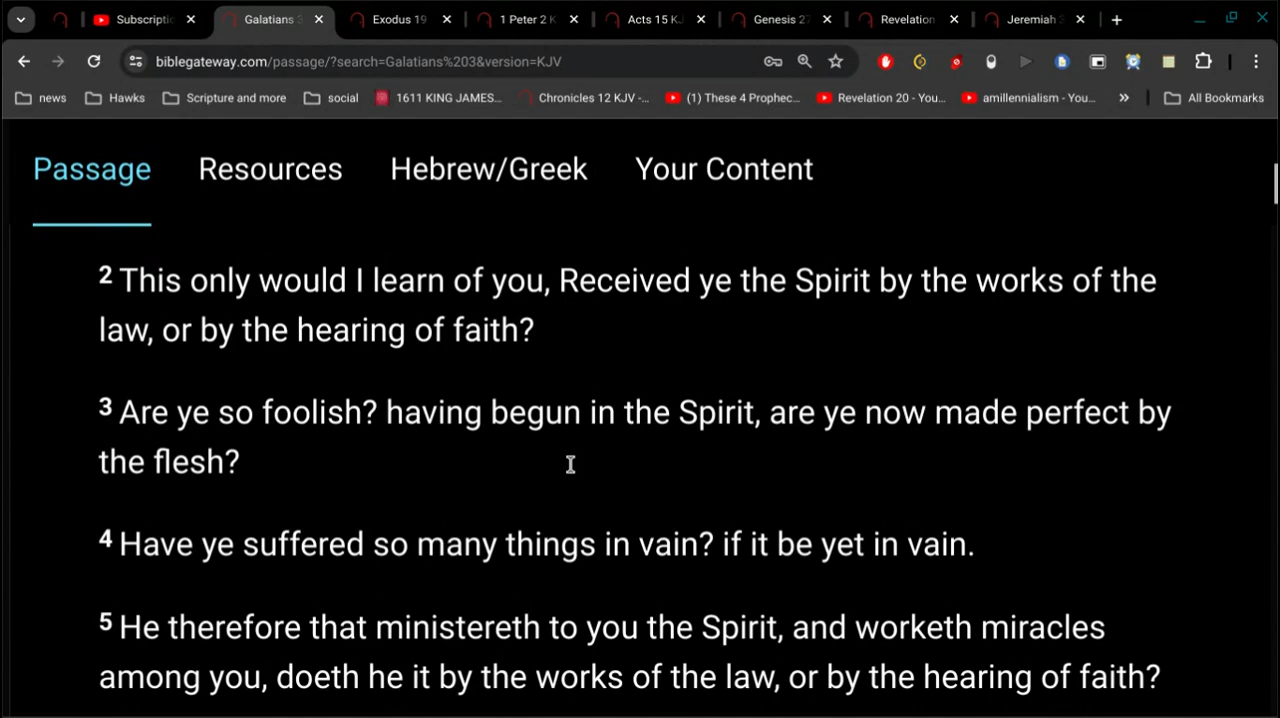 Subscriptic
Galatians 3
Exodus 19
1 Peter 2 K
Acts 15 KJ
Genesis 27
Revelation
Jeremiah 3
biblegateway.com/passage/?search=Galatians%203&version=KJV
news
Hawks
Scripture and more
social
1611 KING JAMES...
Chronicles 12 KJV -...
(1) These 4 Prophec...
Revelation 20 - You...
amillennialism - You...
All Bookmarks
Passage
Resources
Hebrew/Greek
Your Content
2 This only would I learn of you, Received ye the Spirit by the works of the
law, or by the hearing of faith?
3 Are ye so foolish? having begun in the Spirit, are ye now made perfect by
the flesh?
4 Have ye suffered so many things in vain? if it be yet in vain.
5 He therefore that ministereth to you the Spirit, and worketh miracles
among you, doeth he it by the works of the law, or by the hearing of faith?